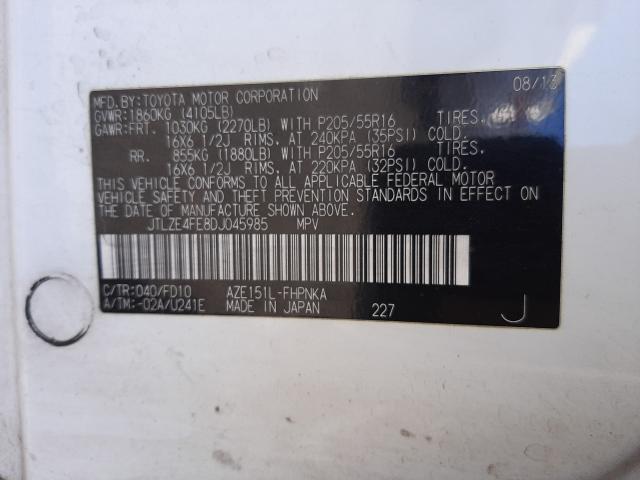 08/13
MFD.BY:TOYOTA MOTOR CORPORATION
GVWR:1860KG (4105LB)
GAWR:FRT. 1030KG (2270LB) WITH P205/55R16 TIRES.
16X6 1/2J RIMS. AT 240KPA (35PSI) COLD.
RR. 855KG (1880LB) WITH P205/55R16 TIRES.
16X6 1/2J RIMS. AT 220KPA (32PSI) COLD.
THIS VEHICLE CONFORMS TO ALL APPLICABLE FEDERAL MOTOR
VEHICLE SAFETY AND THEFT PREVENTION STANDARDS IN EFFECT ON
THE DATE OF MANUFACTURE SHOWN ABOVE.
JTLZE4FE8DJ045985 MPV
C/TR:040/FD10 AZE151L-FHPNKA
A/TM:-02A/U241E MADE IN JAPAN 227 J